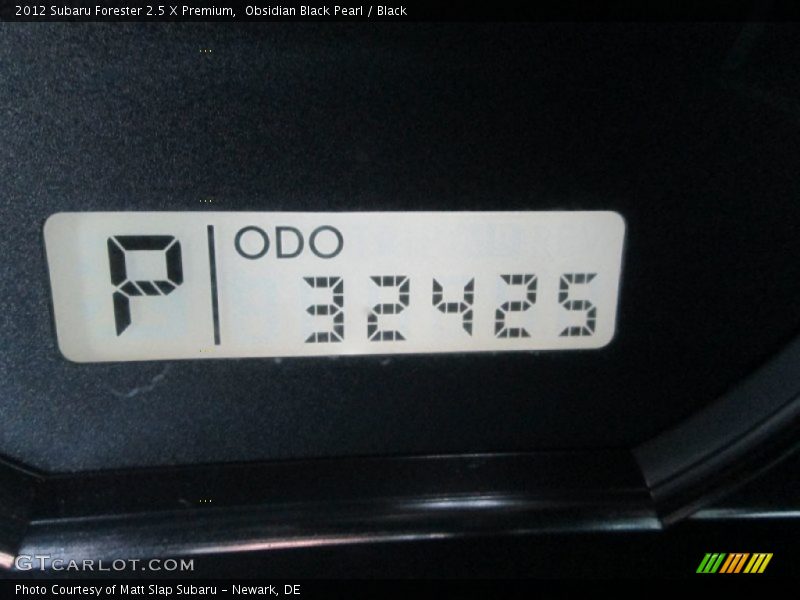 2012 Subaru Forester 2.5 X Premium,  Obsidian Black Pearl / Black
P
ODO
32425
GTCARLOT.COM
Photo Courtesy of Matt Slap Subaru - Newark, DE